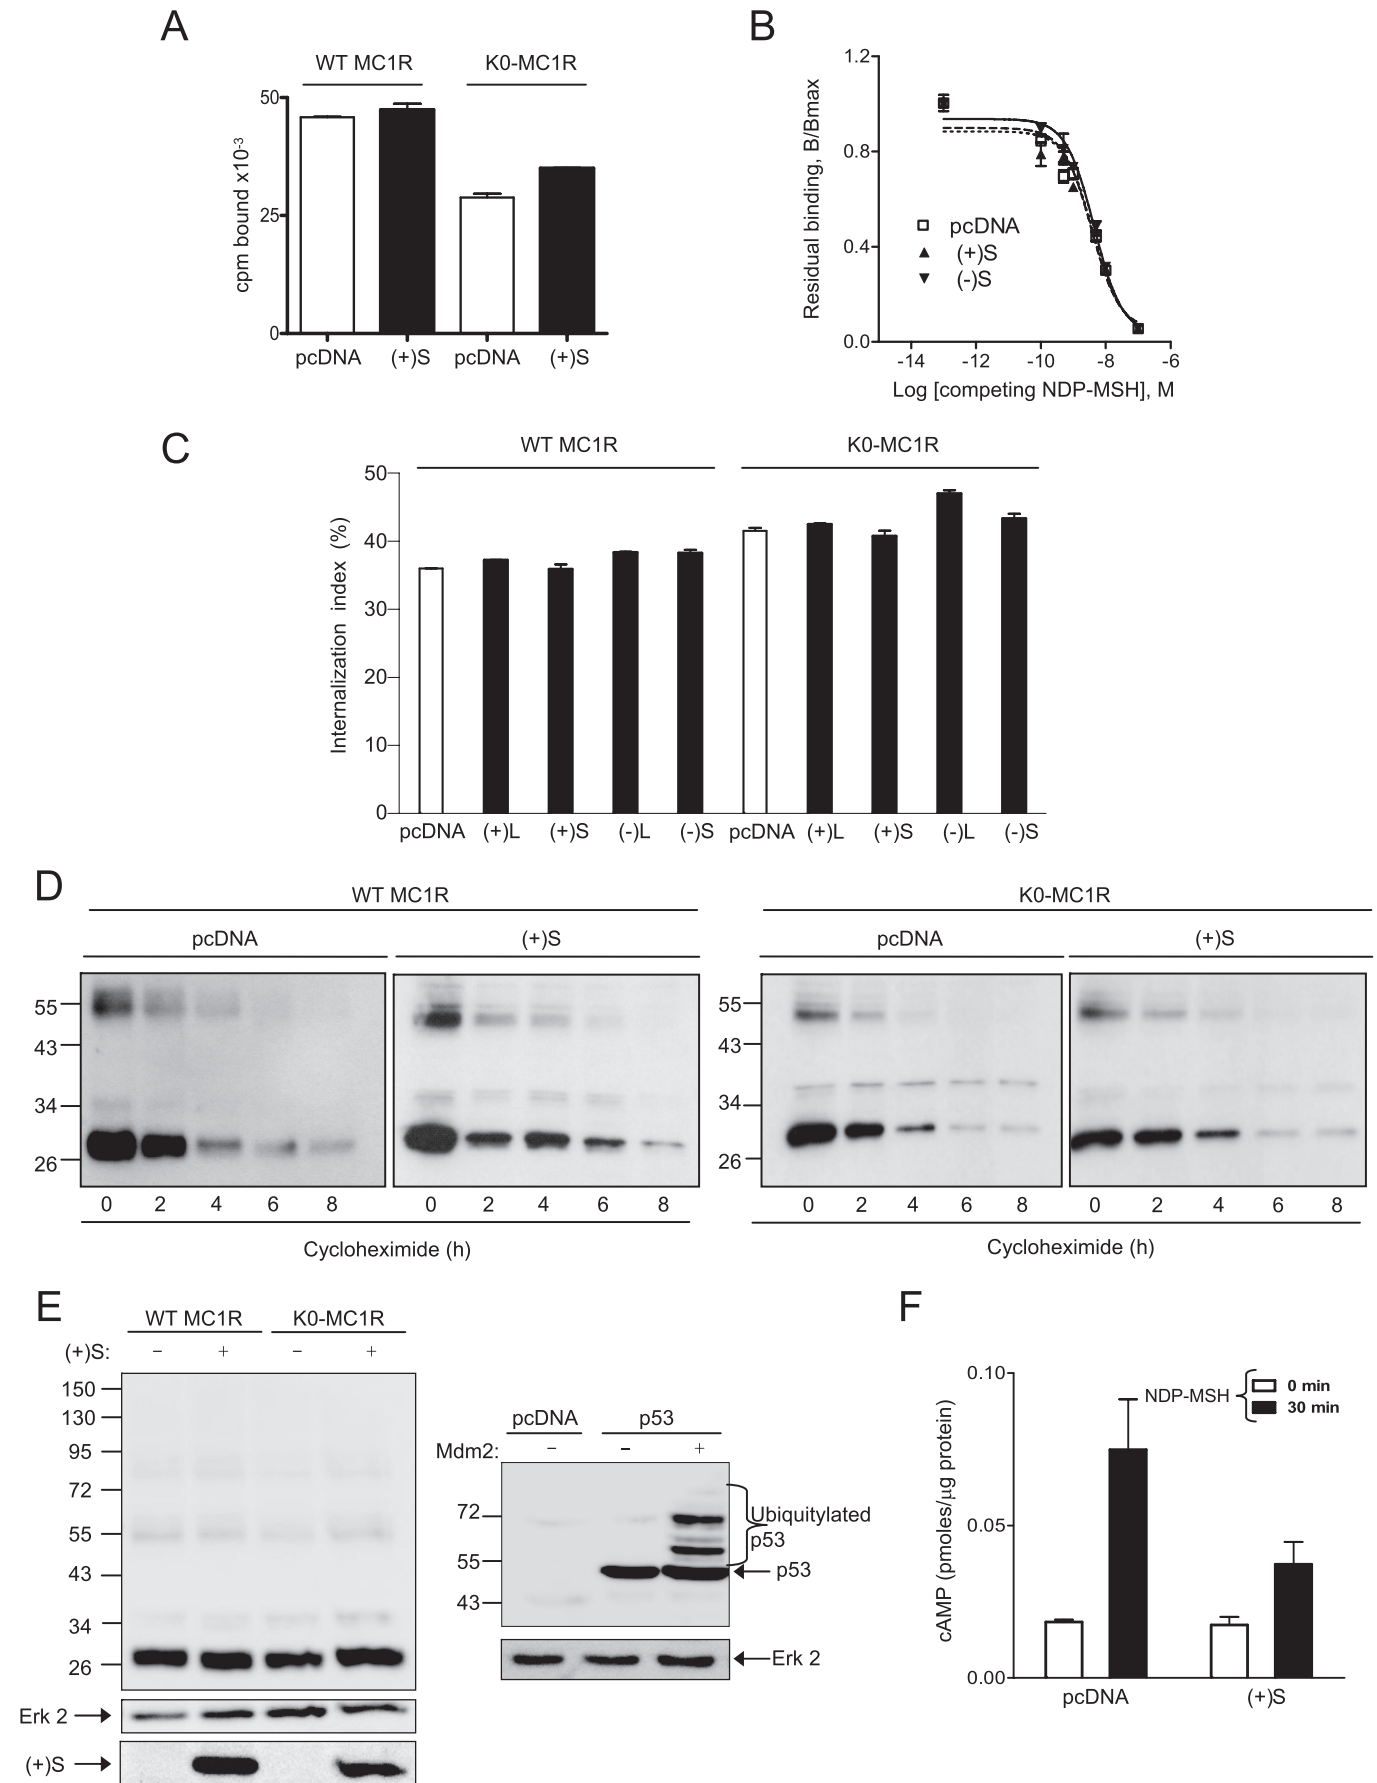 A
WT MC1R K0-MC1R
50
25
0
cpm bound x10-3
pcDNA (+)S pcDNA (+)S
B
1.2
0.8
0.4
0.0
Residual binding, B/Bmax
pcDNA
(+)S
(-)S
-14 -12 -10 -8 -6
Log [competing NDP-MSH], M
C
WT MC1R K0-MC1R
50
40
30
20
10
0
Internalization index (%)
pcDNA (+)L (+)S (-)L (-)S pcDNA (+)L (+)S (-)L (-)S
D
WT MC1R K0-MC1R
pcDNA (+)S pcDNA (+)S
55 55
43 43
34 34
26 26
0 2 4 6 8 0 2 4 6 8 0 2 4 6 8 0 2 4 6 8
Cycloheximide (h) Cycloheximide (h)
E
WT MC1R K0-MC1R
(+)S: − + − +
150
130
95
72
55
43
34
26
Erk 2
(+)S
pcDNA p53
Mdm2: − − +
72
55
43
Ubiquitylated
p53
p53
Erk 2
F
0.10
0.05
0.00
cAMP (pmoles/µg protein)
NDP-MSH
0 min
30 min
pcDNA (+)S